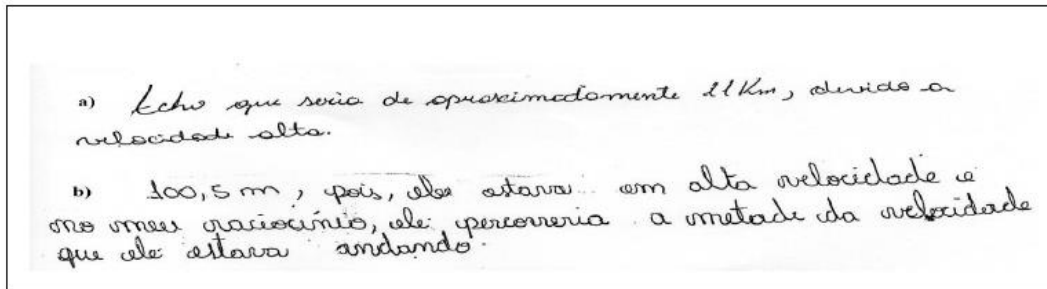 a) Acho que seria de aproximadamente 11 Km, devido a
velocidade alta.
b) 100,5 m, pois, ele estava em alta velocidade e
no meu raciocínio, ele percorreria a metade da velocidade
que ele estava andando.